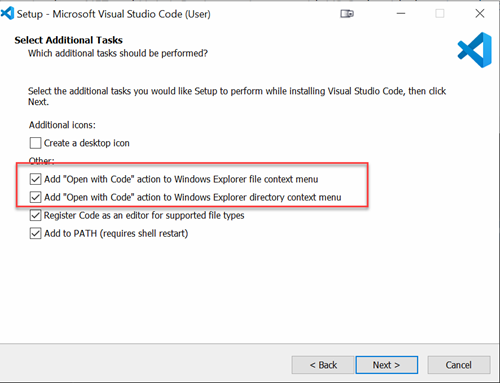 Setup - Microsoft Visual Studio Code (User)
Select Additional Tasks
Which additional tasks should be performed?
Select the additional tasks you would like Setup to perform while installing Visual Studio Code, then click
Next.
Additional icons:
Create a desktop icon
Other:
Add "Open with Code" action to Windows Explorer file context menu
Add "Open with Code" action to Windows Explorer directory context menu
Register Code as an editor for supported file types
Add to PATH (requires shell restart)
< Back
Next >
Cancel